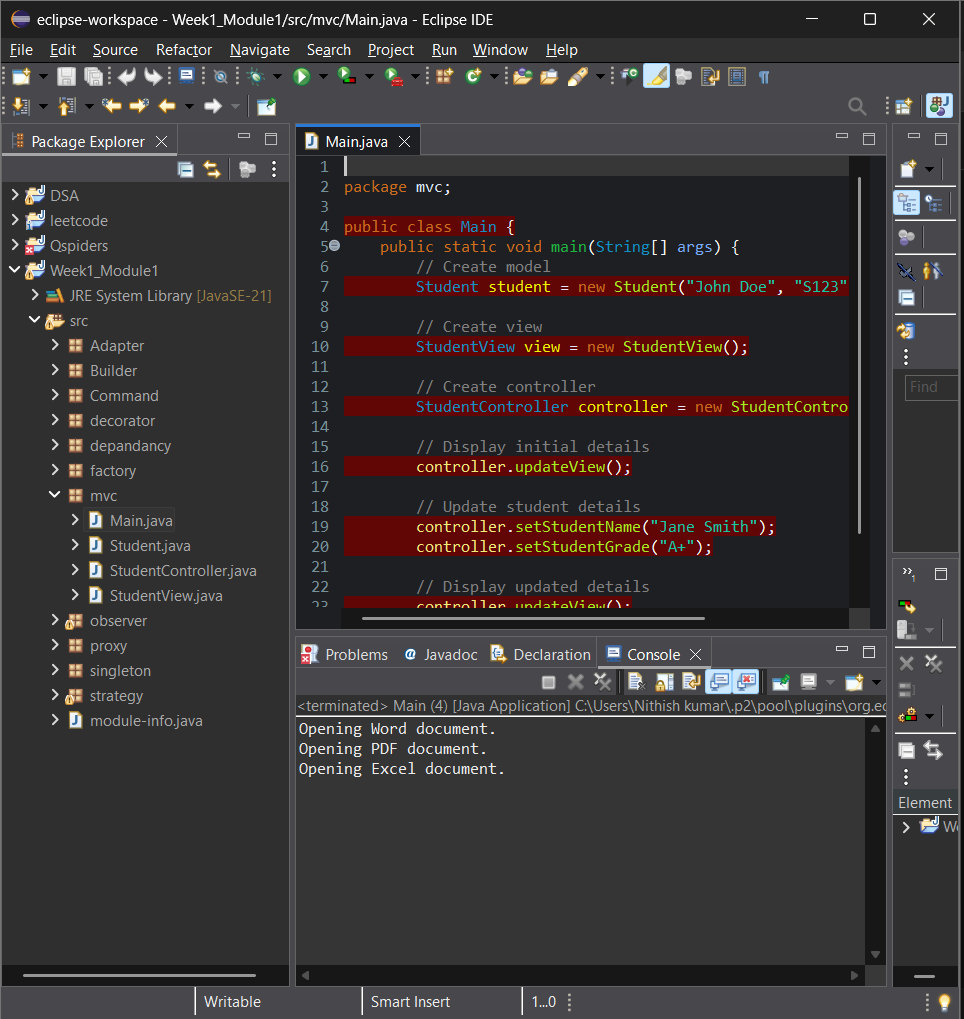 eclipse-workspace - Week1_Module1/src/mvc/Main.java - Eclipse IDE
File Edit Source Refactor Navigate Search Project Run Window Help
Package Explorer
DSA
leetcode
Qspiders
Week1_Module1
JRE System Library [JavaSE-21]
src
Adapter
Builder
Command
decorator
depandancy
factory
mvc
Main.java
Student.java
StudentController.java
StudentView.java
observer
proxy
singleton
strategy
module-info.java
Main.java
1
2 package mvc;
3
4 public class Main {
5 public static void main(String[] args) {
6 // Create model
7 Student student = new Student("John Doe", "S123"
8
9 // Create view
10 StudentView view = new StudentView();
11
12 // Create controller
13 StudentController controller = new StudentContro
14
15 // Display initial details
16 controller.updateView();
17
18 // Update student details
19 controller.setStudentName("Jane Smith");
20 controller.setStudentGrade("A+");
21
22 // Display updated details
23 controller.updateView();
Find
Problems @ Javadoc Declaration Console
<terminated> Main (4) [Java Application] C:\Users\Nithish kumar\.p2\pool\plugins\org.ec
Opening Word document.
Opening PDF document.
Opening Excel document.
1
Element
We
Writable Smart Insert 1...0